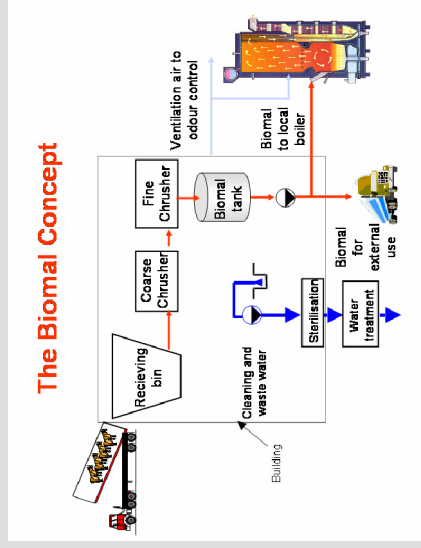 The Biomal Concept
Recieving
bin
Coarse
Chrusher
Fine
Chrusher
Biomal
tank
Ventilation air to
odour control
Biomal
to local
boiler
Biomal
for
external
use
Cleaning and
waste water
Sterilisation
Water
treatment
Building